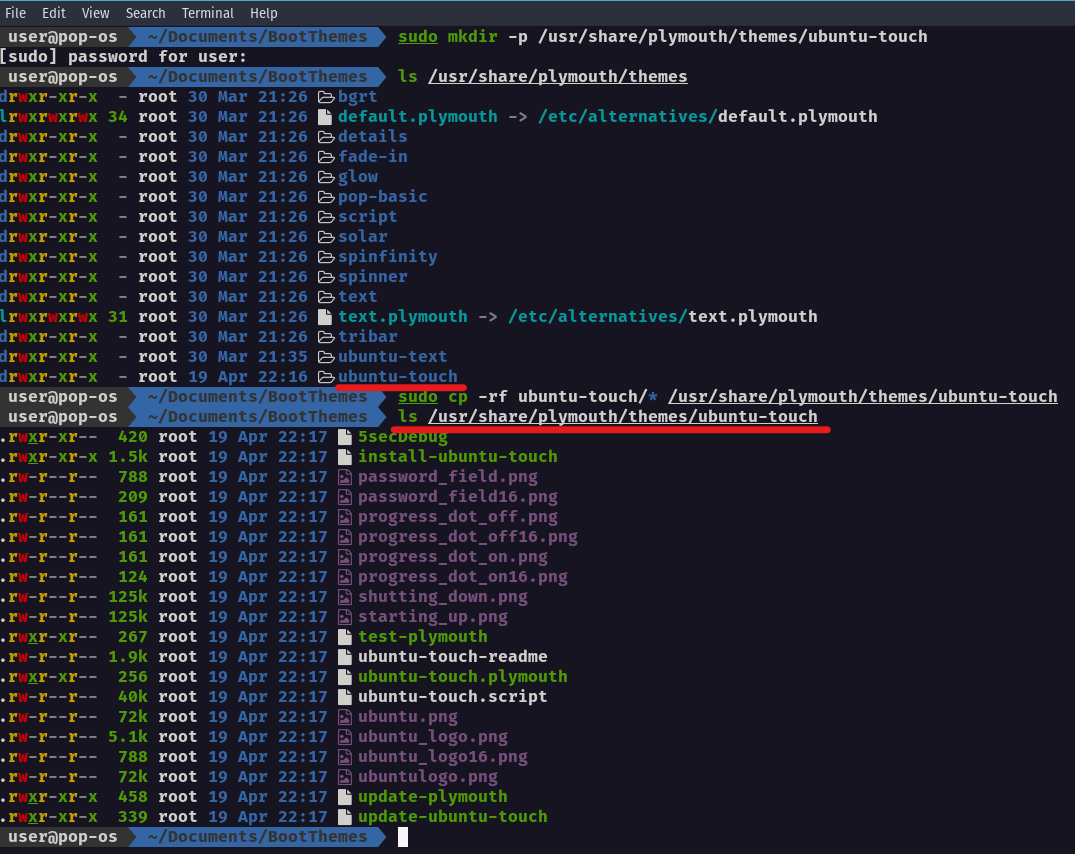 File Edit View Search Terminal Help
user@pop-os ~/Documents/BootThemes sudo mkdir -p /usr/share/plymouth/themes/ubuntu-touch
[sudo] password for user:
user@pop-os ~/Documents/BootThemes ls /usr/share/plymouth/themes
drwxr-xr-x - root 30 Mar 21:26 bgrt
lrwxrwxrwx 34 root 30 Mar 21:26 default.plymouth -> /etc/alternatives/default.plymouth
drwxr-xr-x - root 30 Mar 21:26 details
drwxr-xr-x - root 30 Mar 21:26 fade-in
drwxr-xr-x - root 30 Mar 21:26 glow
drwxr-xr-x - root 30 Mar 21:26 pop-basic
drwxr-xr-x - root 30 Mar 21:26 script
drwxr-xr-x - root 30 Mar 21:26 solar
drwxr-xr-x - root 30 Mar 21:26 spinfinity
drwxr-xr-x - root 30 Mar 21:26 spinner
drwxr-xr-x - root 30 Mar 21:26 text
lrwxrwxrwx 31 root 30 Mar 21:26 text.plymouth -> /etc/alternatives/text.plymouth
drwxr-xr-x - root 30 Mar 21:26 tribar
drwxr-xr-x - root 30 Mar 21:35 ubuntu-text
drwxr-xr-x - root 19 Apr 22:16 ubuntu-touch
user@pop-os ~/Documents/BootThemes sudo cp -rf ubuntu-touch/* /usr/share/plymouth/themes/ubuntu-touch
user@pop-os ~/Documents/BootThemes ls /usr/share/plymouth/themes/ubuntu-touch
.rwxr-xr-- 420 root 19 Apr 22:17 5secDebug
.rwxr-xr-x 1.5k root 19 Apr 22:17 install-ubuntu-touch
.rw-r--r-- 788 root 19 Apr 22:17 password_field.png
.rw-r--r-- 209 root 19 Apr 22:17 password_field16.png
.rw-r--r-- 161 root 19 Apr 22:17 progress_dot_off.png
.rw-r--r-- 161 root 19 Apr 22:17 progress_dot_off16.png
.rw-r--r-- 161 root 19 Apr 22:17 progress_dot_on.png
.rw-r--r-- 124 root 19 Apr 22:17 progress_dot_on16.png
.rw-r--r-- 125k root 19 Apr 22:17 shutting_down.png
.rw-r--r-- 125k root 19 Apr 22:17 starting_up.png
.rwxr-xr-- 267 root 19 Apr 22:17 test-plymouth
.rw-r--r-- 1.9k root 19 Apr 22:17 ubuntu-touch-readme
.rwxr-xr-- 256 root 19 Apr 22:17 ubuntu-touch.plymouth
.rw-r--r-- 40k root 19 Apr 22:17 ubuntu-touch.script
.rw-r--r-- 72k root 19 Apr 22:17 ubuntu.png
.rw-r--r-- 5.1k root 19 Apr 22:17 ubuntu_logo.png
.rw-r--r-- 788 root 19 Apr 22:17 ubuntu_logo16.png
.rw-r--r-- 72k root 19 Apr 22:17 ubuntulogo.png
.rwxr-xr-x 458 root 19 Apr 22:17 update-plymouth
.rwxr-xr-x 339 root 19 Apr 22:17 update-ubuntu-touch
user@pop-os ~/Documents/BootThemes